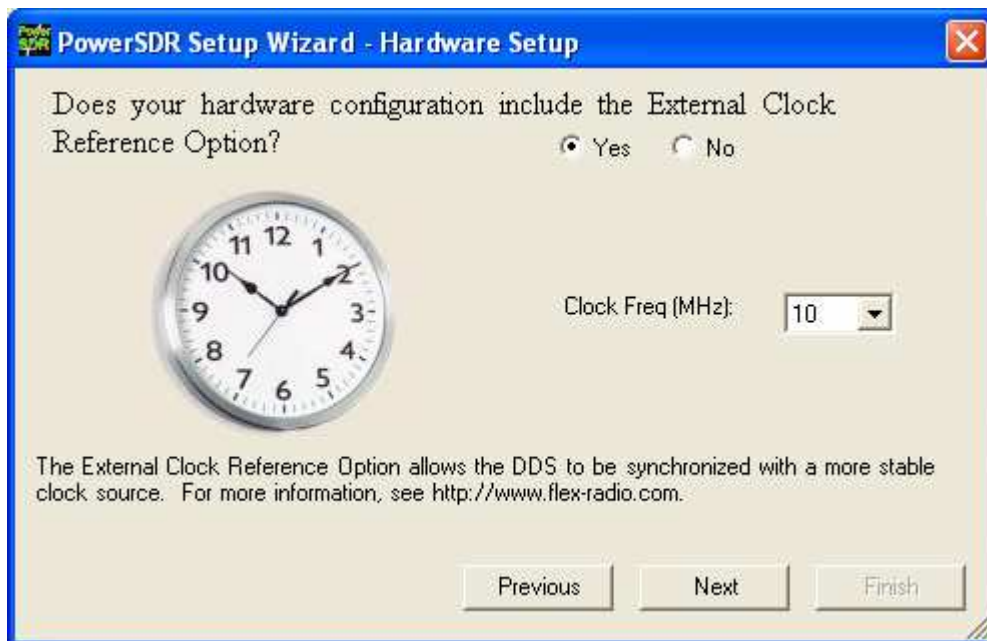 Power SDR
PowerSDR Setup Wizard - Hardware Setup
Does your hardware configuration include the External Clock
Reference Option?
Yes
No
12
1
2
3
4
5
6
7
8
9
10
11
Clock Freq (MHz):
10
The External Clock Reference Option allows the DDS to be synchronized with a more stable
clock source. For more information, see http://www.flex-radio.com.
Previous
Next
Finish